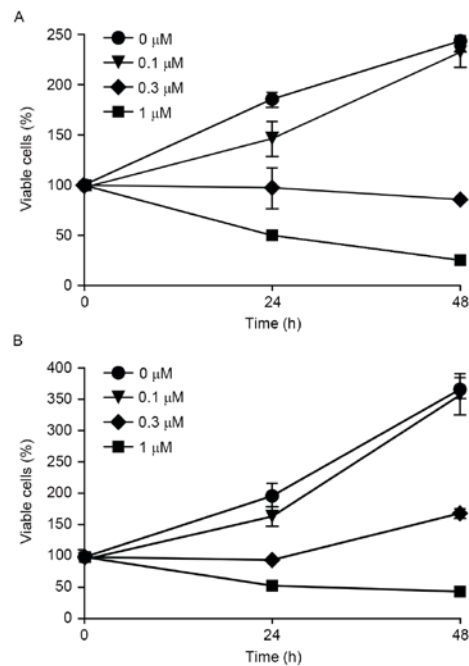 A
250
200
150
100
50
0
Viable cells (%)
0 μM
0.1 μM
0.3 μM
1 μM
0
24
48
Time (h)
B
400
350
300
250
200
150
100
50
0
Viable cells (%)
0 μM
0.1 μM
0.3 μM
1 μM
0
24
48
Time (h)